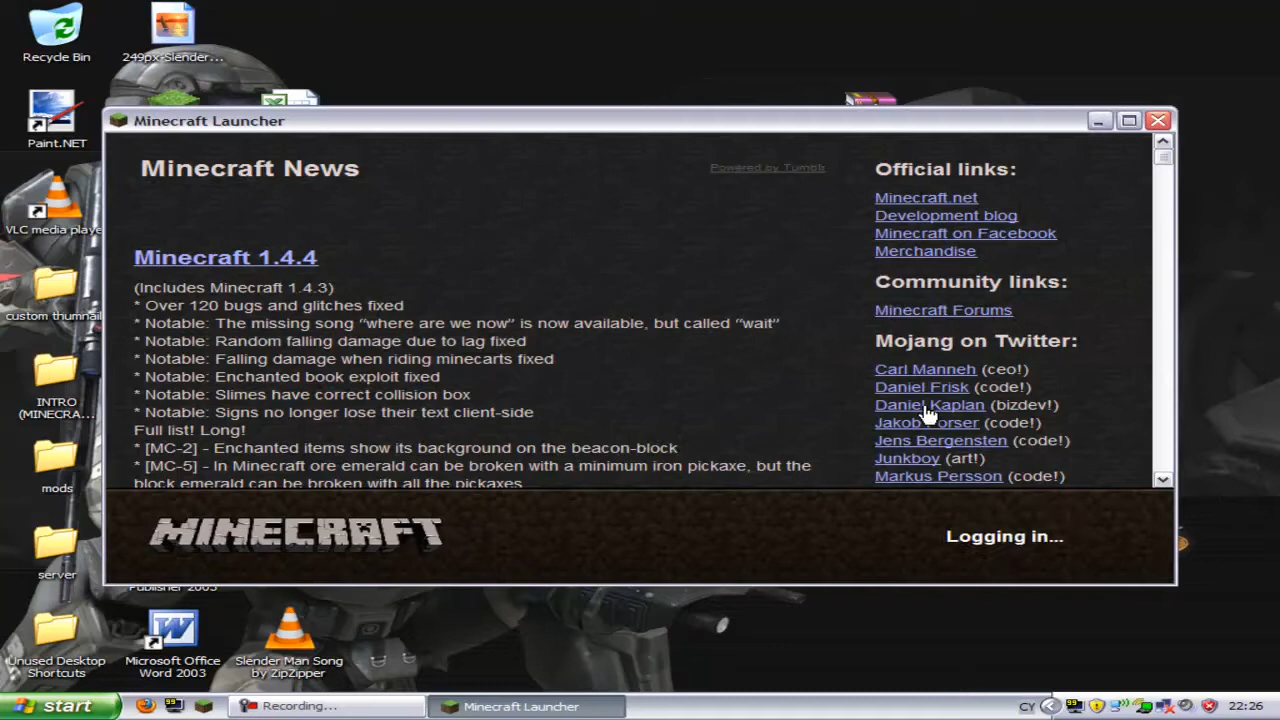 Recycle Bin
249px-Slender...
Paint.NET
VLC media playe
custom thumbnail
INTRO
(MINECRA...
mods
server
Unused Desktop
Shortcuts
Publisher 2003
Microsoft Office
Word 2003
Slender Man Song
by ZipZipper
Minecraft Launcher
Minecraft News
Powered by Tumblr
Minecraft 1.4.4
(Includes Minecraft 1.4.3)
* Over 120 bugs and glitches fixed
* Notable: The missing song “where are we now” is now available, but called “wait”
* Notable: Random falling damage due to lag fixed
* Notable: Falling damage when riding minecarts fixed
* Notable: Enchanted book exploit fixed
* Notable: Slimes have correct collision box
* Notable: Signs no longer lose their text client-side
Full list! Long!
* [MC-2] - Enchanted items show its background on the beacon-block
* [MC-5] - In Minecraft ore emerald can be broken with a minimum iron pickaxe, but the
block emerald can be broken with all the pickaxes
Official links:
Minecraft.net
Development blog
Minecraft on Facebook
Merchandise
Community links:
Minecraft Forums
Mojang on Twitter:
Carl Manneh (ceo!)
Daniel Frisk (code!)
Daniel Kaplan (bizdev!)
Jakob Porser (code!)
Jens Bergensten (code!)
Junkboy (art!)
Markus Persson (code!)
MINECRAFT
Logging in...
start
99
Recording...
Minecraft Launcher
CY
99
22:26